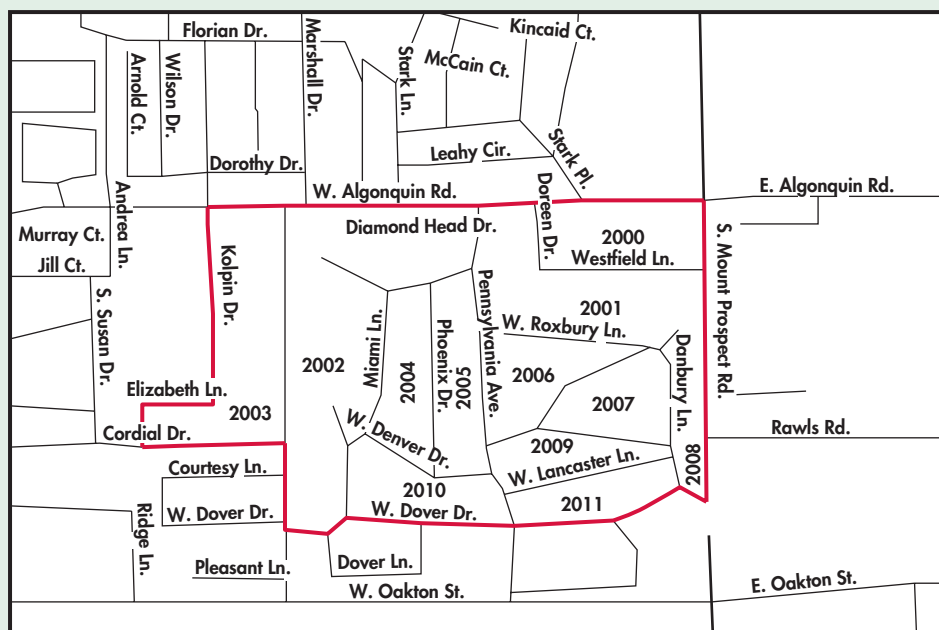 Florian Dr.
Kincaid Ct.
Marshall Dr.
Stark Ln.
McCain Ct.
Arnold Ct.
Wilson Dr.
Dorothy Dr.
Leahy Cir.
Stark Pl.
W. Algonquin Rd.
E. Algonquin Rd.
Andrea Ln.
Murray Ct.
Jill Ct.
Kolpin Dr.
Diamond Head Dr.
Doreen Dr.
2000
Westfield Ln.
S. Mount Prospect Rd.
S. Susan Dr.
2001
W. Roxbury Ln.
Pennsylvania Ave.
Miami Ln.
Phoenix Dr.
Danbury Ln.
2002
2004
2005
2006
2007
Elizabeth Ln.
2003
Cordial Dr.
W. Denver Dr.
Rawls Rd.
2009
2008
Courtesy Ln.
W. Lancaster Ln.
2010
2011
W. Dover Dr.
W. Dover Dr.
Ridge Ln.
Pleasant Ln.
Dover Ln.
W. Oakton St.
E. Oakton St.